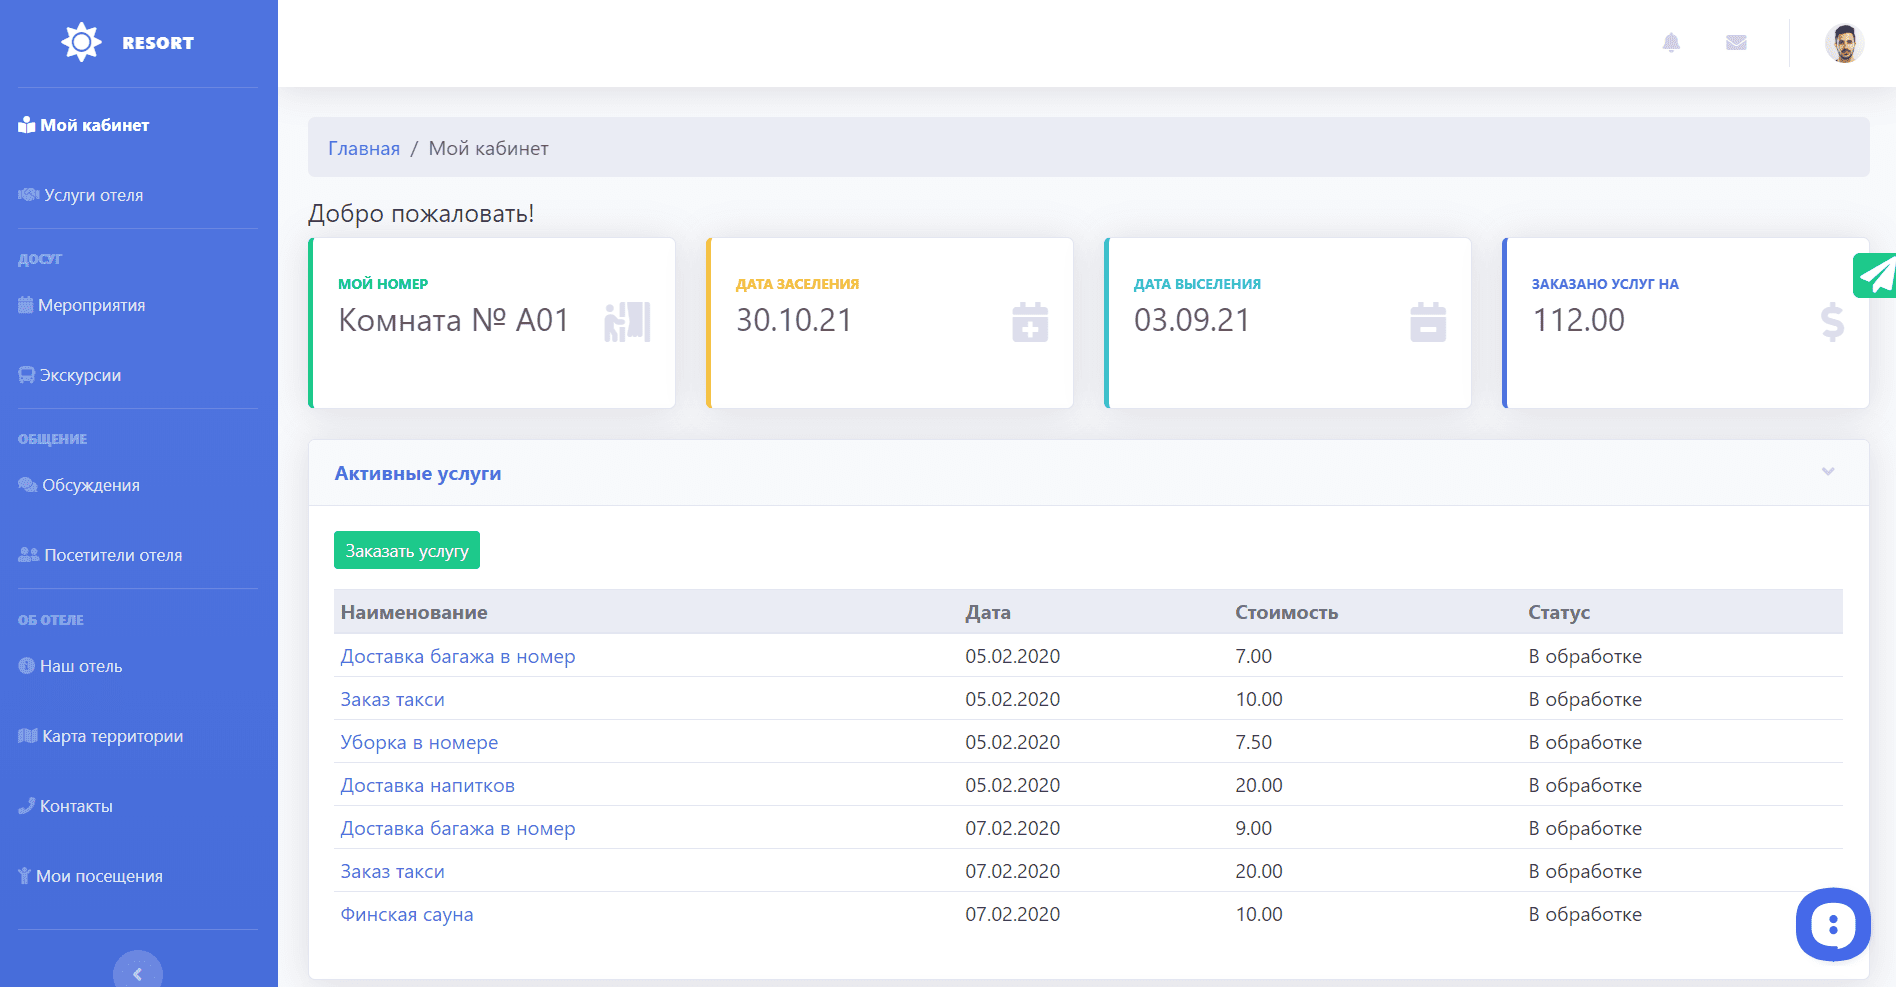 RESORT
Мой кабинет
Услуги отеля
ДОСУГ
Мероприятия
Экскурсии
ОБЩЕНИЕ
Обсуждения
Посетители отеля
ОБ ОТЕЛЕ
Наш отель
Карта территории
Контакты
Мои посещения
Главная / Мой кабинет
Добро пожаловать!
МОЙ НОМЕР
Комната № A01
ДАТА ЗАСЕЛЕНИЯ
30.10.21
ДАТА ВЫСЕЛЕНИЯ
03.09.21
ЗАКАЗАНО УСЛУГ НА
112.00
Активные услуги
Заказать услугу
Наименование Дата Стоимость Статус
Доставка багажа в номер 05.02.2020 7.00 В обработке
Заказ такси 05.02.2020 10.00 В обработке
Уборка в номере 05.02.2020 7.50 В обработке
Доставка напитков 05.02.2020 20.00 В обработке
Доставка багажа в номер 07.02.2020 9.00 В обработке
Заказ такси 07.02.2020 20.00 В обработке
Финская сауна 07.02.2020 10.00 В обработке